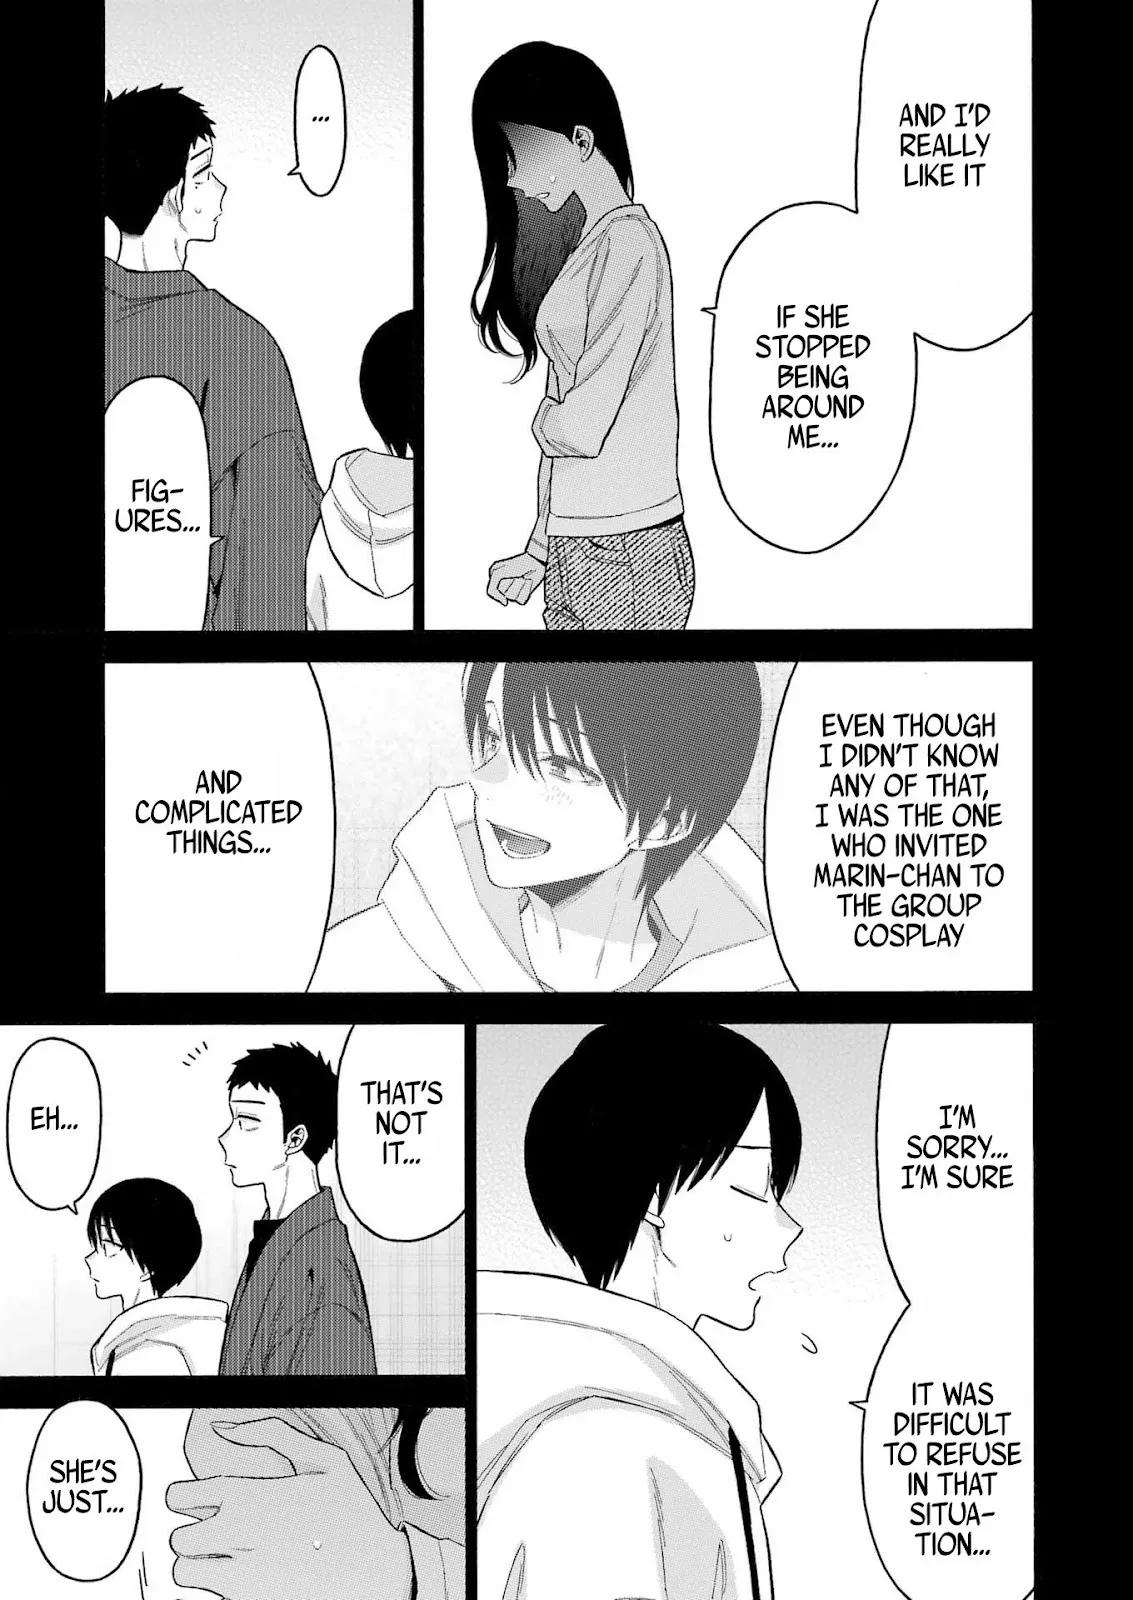 AND I'D
REALLY
LIKE IT
IF SHE
STOPPED
BEING
AROUND
ME...
...
FIG-
URES...
EVEN THOUGH
I DIDN'T KNOW
ANY OF THAT,
I WAS THE ONE
WHO INVITED
MARIN-CHAN TO
THE GROUP
COSPLAY
AND
COMPLICATED
THINGS...
I'M
SORRY...
I'M SURE
IT WAS
DIFFICULT
TO REFUSE
IN THAT
SITUA-
TION...
THAT'S
NOT
IT...
EH...
SHE'S
JUST...